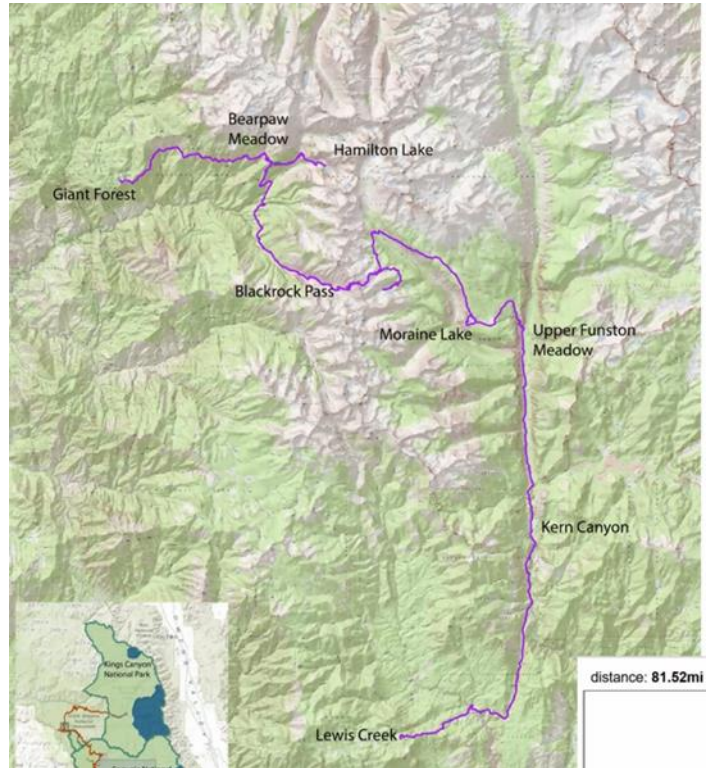 Bearpaw
Meadow
Hamilton Lake
Giant Forest
Blackrock Pass
Moraine Lake
Upper Funston
Meadow
Kern Canyon
Kings Canyon
National Park
distance: 81.52mi
Lewis Creek